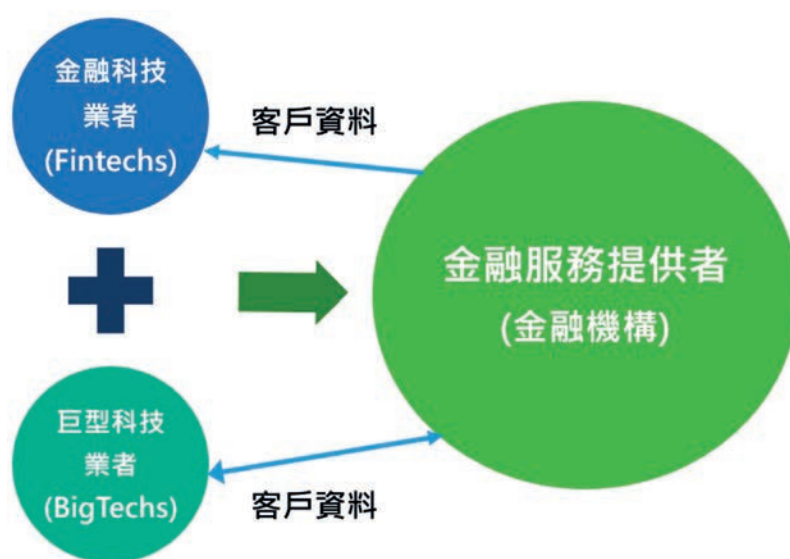 金融科技
業者
(Fintechs)
客戶資料
金融服務提供者
(金融機構)
巨型科技
業者
(BigTechs)
客戶資料